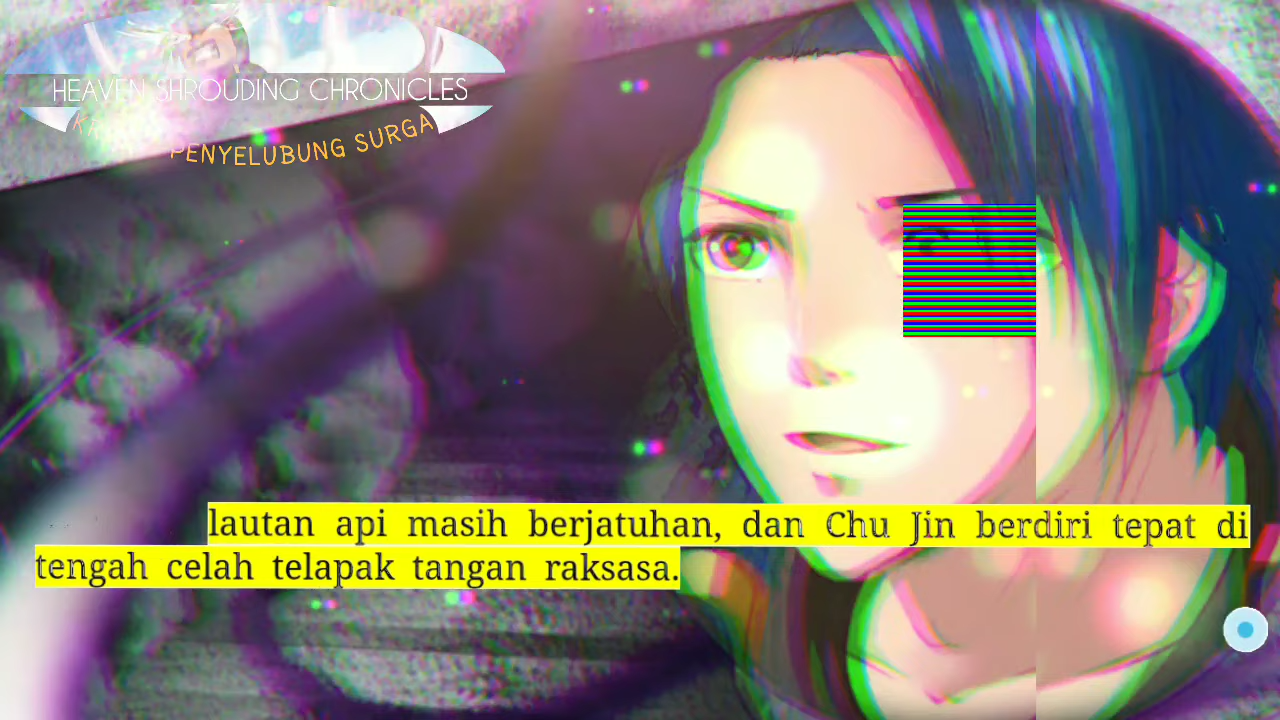 HEAVEN SHROUDING CHRONICLES
PENYELUBUNG SURGA
lautan api masih berjatuhan, dan Chu Jin berdiri tepat di
tengah celah telapak tangan raksasa.